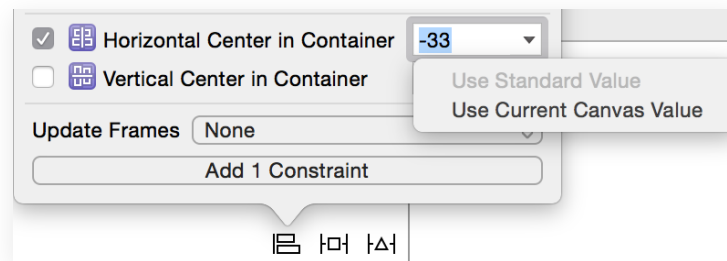 Horizontal Center in Container -33
Vertical Center in Container
Use Standard Value
Use Current Canvas Value
Update Frames None
Add 1 Constraint